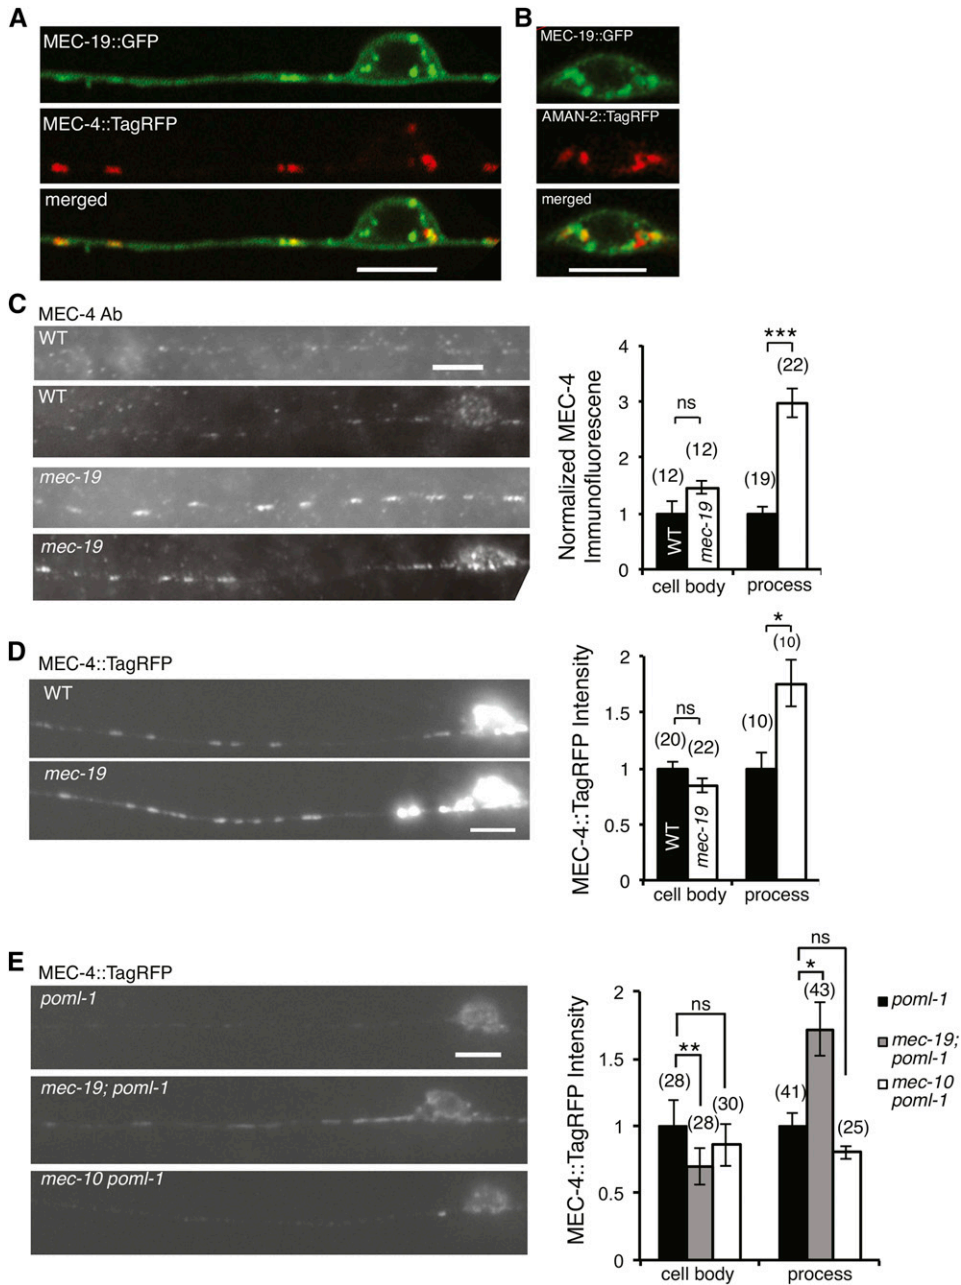 A
MEC-19::GFP
MEC-4::TagRFP
merged
B
MEC-19::GFP
AMAN-2::TagRFP
merged
C
MEC-4 Ab
WT
WT
mec-19
mec-19
Normalized MEC-4
Immunofluorescene
4
3
2
1
0
***
(22)
ns
(12)
(12)
(19)
WT
mec-19
cell body
process
D
MEC-4::TagRFP
WT
mec-19
MEC-4::TagRFP Intensity
2
1.5
1
0.5
0
*
(10)
ns
(20)
(22)
(10)
WT
mec-19
cell body
process
E
MEC-4::TagRFP
poml-1
mec-19; poml-1
mec-10 poml-1
MEC-4::TagRFP Intensity
2
1.5
1
0.5
0
ns
*
(43)
ns
**
(28)
(28)
(30)
(41)
(25)
cell body
process
poml-1
mec-19;
poml-1
mec-10
poml-1